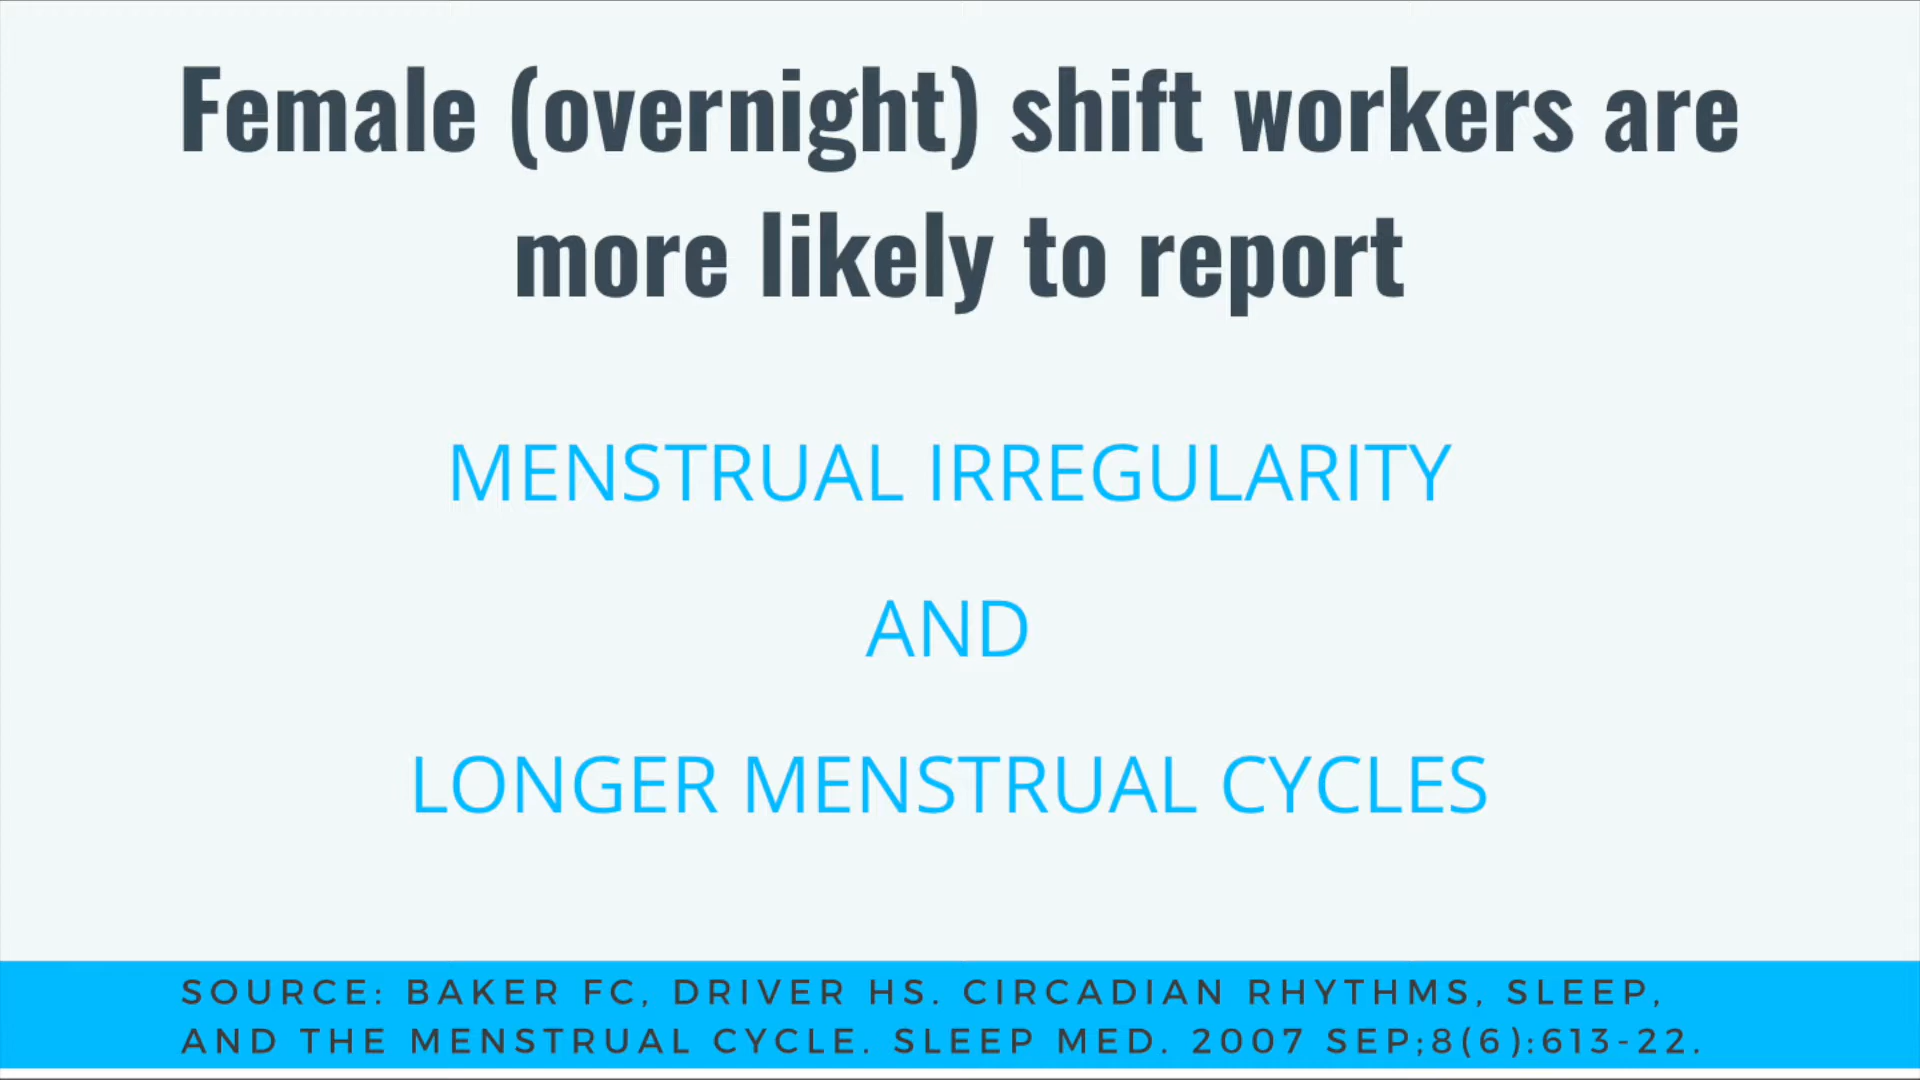 Female (overnight) shift workers are
more likely to report
MENSTRUAL IRREGULARITY
AND
LONGER MENSTRUAL CYCLES
SOURCE: BAKER FC, DRIVER HS. CIRCADIAN RHYTHMS, SLEEP,
AND THE MENSTRUAL CYCLE. SLEEP MED. 2007 SEP;8(6):613-22.